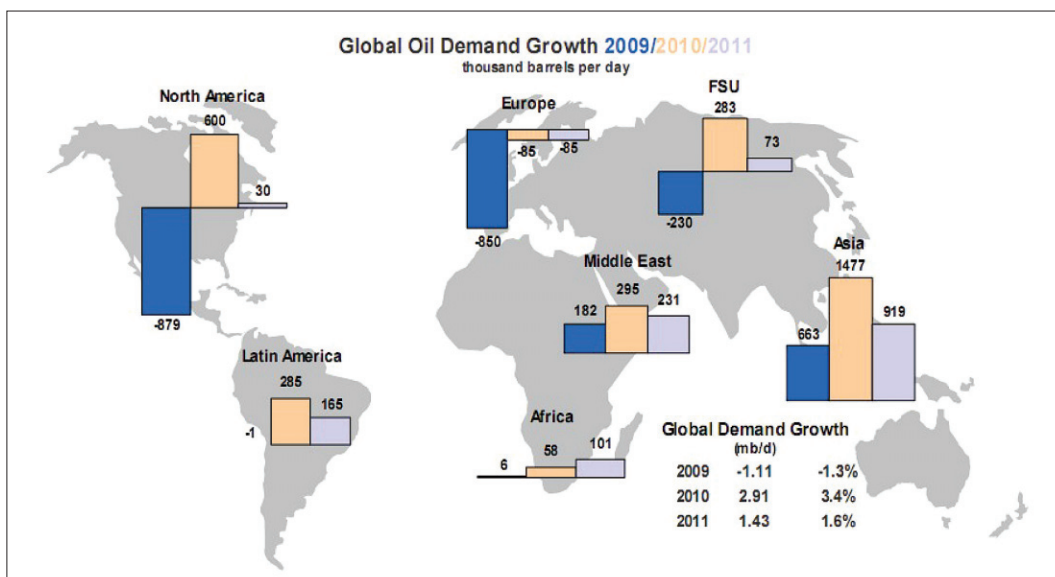 Global Oil Demand Growth 2009/2010/2011
thousand barrels per day
North America
600
30
-879
Europe
-85
-85
-850
FSU
283
73
-230
Middle East
182
295
231
Asia
1477
663
919
Latin America
285
165
-1
Africa
6
58
101
Global Demand Growth
(mb/d)
2009 -1.11 -1.3%
2010 2.91 3.4%
2011 1.43 1.6%